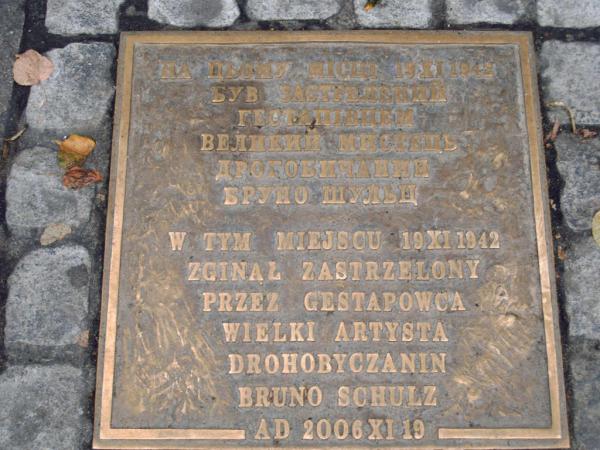 НА ЦЬОМУ МІСЦІ 19 XI 1942
БУВ ЗАСТРЕЛЕНИЙ
ГЕСТАПІВЦЕМ
ВЕЛИКИЙ МИСТЕЦЬ
ДРОГОБИЧАНИН
БРУНО ШУЛЬЦ
W TYM MIEJSCU 19 XI 1942
ZGINĄŁ ZASTRZELONY
PRZEZ GESTAPOWCA
WIELKI ARTYSTA
DROHOBYCZANIN
BRUNO SCHULZ
AD 2006 XI 19